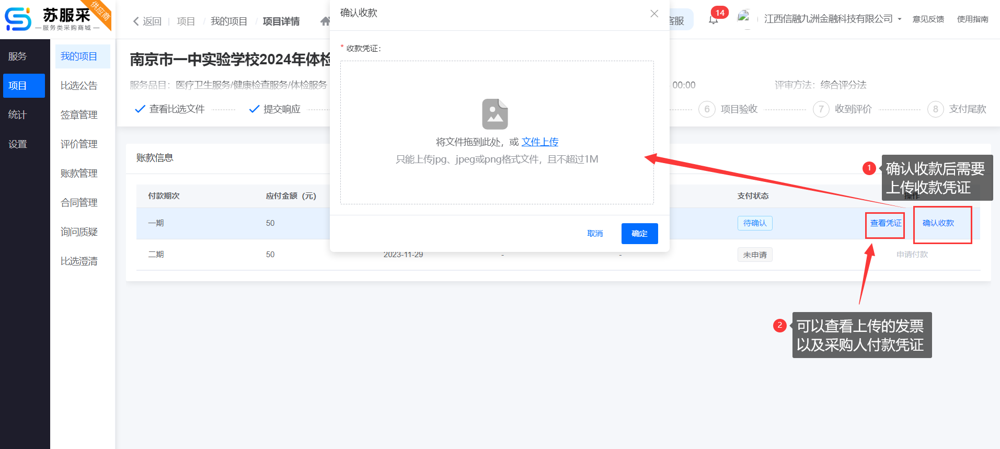 苏服采
服务类采购商城
供应商
返回 | 项目 / 我的项目 / 项目详情
确认收款
客服
14
江西信融九洲金融科技有限公司
意见反馈
使用指南
服务
项目
统计
设置
我的项目
比选公告
签章管理
评价管理
账款管理
合同管理
询问质疑
比选澄清
南京市一中实验学校2024年体检
服务品目：医疗卫生服务/健康检查服务/体检服务
00:00
评审方法：综合评分法
查看比选文件
提交响应
6 项目验收
7 收到评价
8 支付尾款
* 收款凭证：
将文件拖到此处，或 文件上传
只能上传jpg、jpeg或png格式文件，且不超过1M
取消
确定
账款信息
付款期次
应付金额（元）
支付状态
操作
一期
50
待确认
查看凭证
确认收款
二期
50
2023-11-29
-
-
未申请
申请付款
1
确认收款后需要
上传收款凭证
2
可以查看上传的发票
以及采购人付款凭证